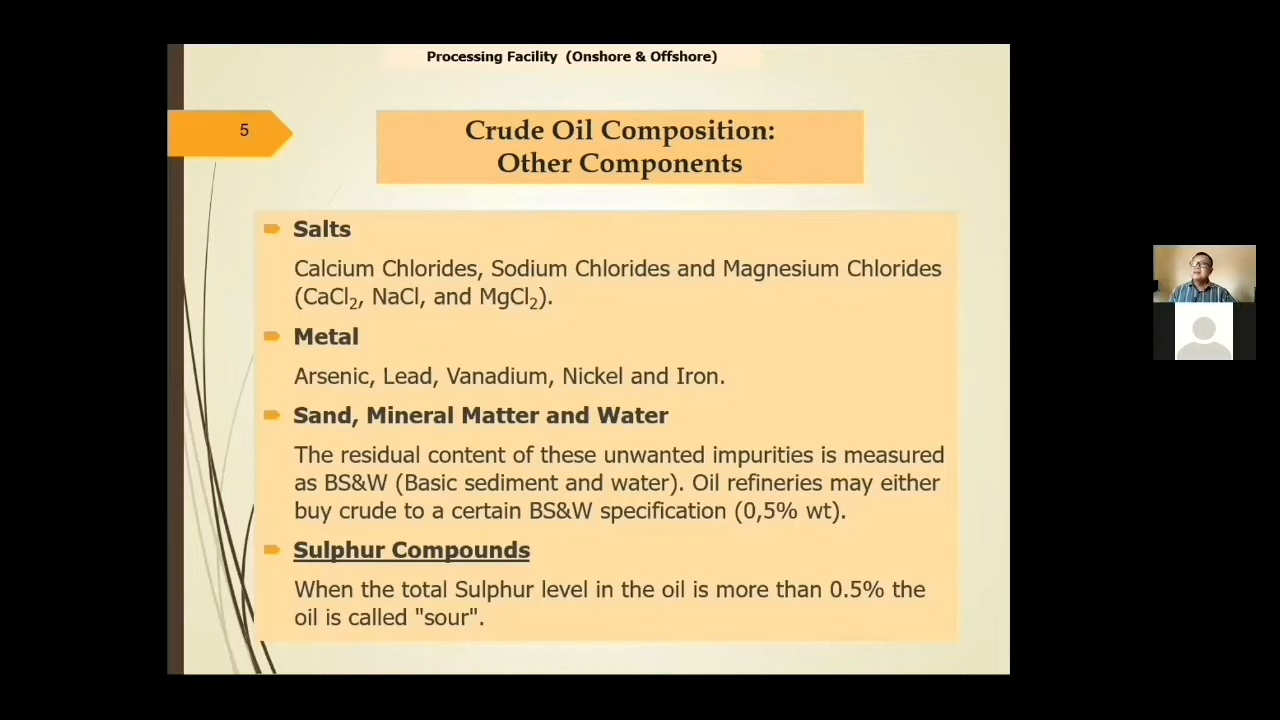 Processing Facility (Onshore & Offshore)
5
Crude Oil Composition:
Other Components
Salts
Calcium Chlorides, Sodium Chlorides and Magnesium Chlorides
(CaCl₂, NaCl, and MgCl₂).
Metal
Arsenic, Lead, Vanadium, Nickel and Iron.
Sand, Mineral Matter and Water
The residual content of these unwanted impurities is measured
as BS&W (Basic sediment and water). Oil refineries may either
buy crude to a certain BS&W specification (0,5% wt).
Sulphur Compounds
When the total Sulphur level in the oil is more than 0.5% the
oil is called "sour".